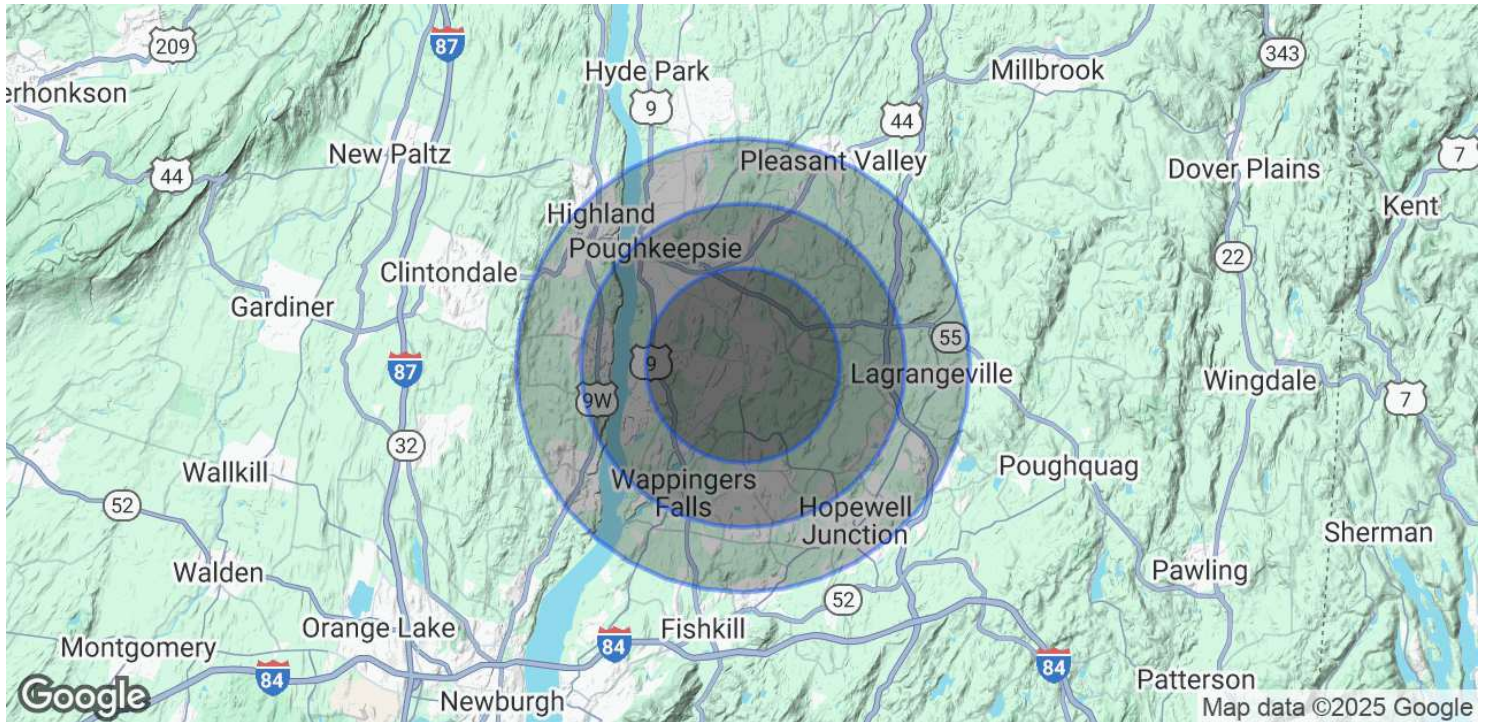 209
87
Hyde Park
Millbrook
343
erhonkson
9
44
New Paltz
Pleasant Valley
7
44
Dover Plains
Highland
Kent
Poughkeepsie
22
Clintondale
Gardiner
55
9
87
Lagrangeville
Wingdale
9W
7
32
Wallkill
Wappingers
Falls
Poughquag
52
Hopewell
Junction
Sherman
Walden
Pawling
52
Orange Lake
Fishkill
Montgomery
84
84
84
Patterson
Newburgh
Google
Map data ©2025 Google